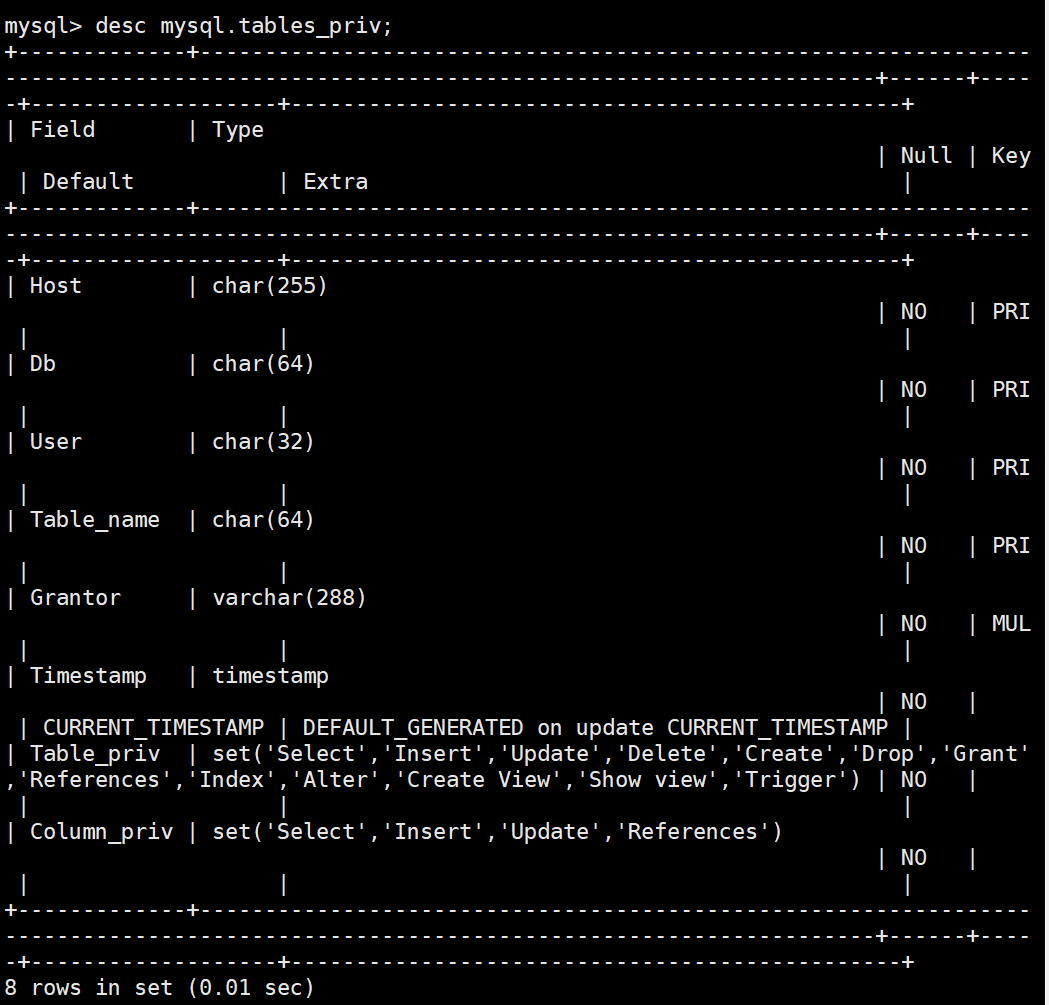 mysql> desc mysql.tables_priv;
+-------------+----------------------------------------------------------------
-------------------------------------------------------------------+------+----
-+-------------------+-----------------------------------------------+
| Field       | Type
                                                                   | Null | Key
 | Default           | Extra                                         |
+-------------+----------------------------------------------------------------
-------------------------------------------------------------------+------+----
-+-------------------+-----------------------------------------------+
| Host        | char(255)
                                                                   | NO   | PRI
 |                   |                                               |
| Db          | char(64)
                                                                   | NO   | PRI
 |                   |                                               |
| User        | char(32)
                                                                   | NO   | PRI
 |                   |                                               |
| Table_name  | char(64)
                                                                   | NO   | PRI
 |                   |                                               |
| Grantor     | varchar(288)
                                                                   | NO   | MUL
 |                   |                                               |
| Timestamp   | timestamp
                                                                   | NO   |
 | CURRENT_TIMESTAMP | DEFAULT_GENERATED on update CURRENT_TIMESTAMP |
| Table_priv  | set('Select','Insert','Update','Delete','Create','Drop','Grant'
,'References','Index','Alter','Create View','Show view','Trigger') | NO   |
 |                   |                                               |
| Column_priv | set('Select','Insert','Update','References')
                                                                   | NO   |
 |                   |                                               |
+-------------+----------------------------------------------------------------
-------------------------------------------------------------------+------+----
-+-------------------+-----------------------------------------------+
8 rows in set (0.01 sec)